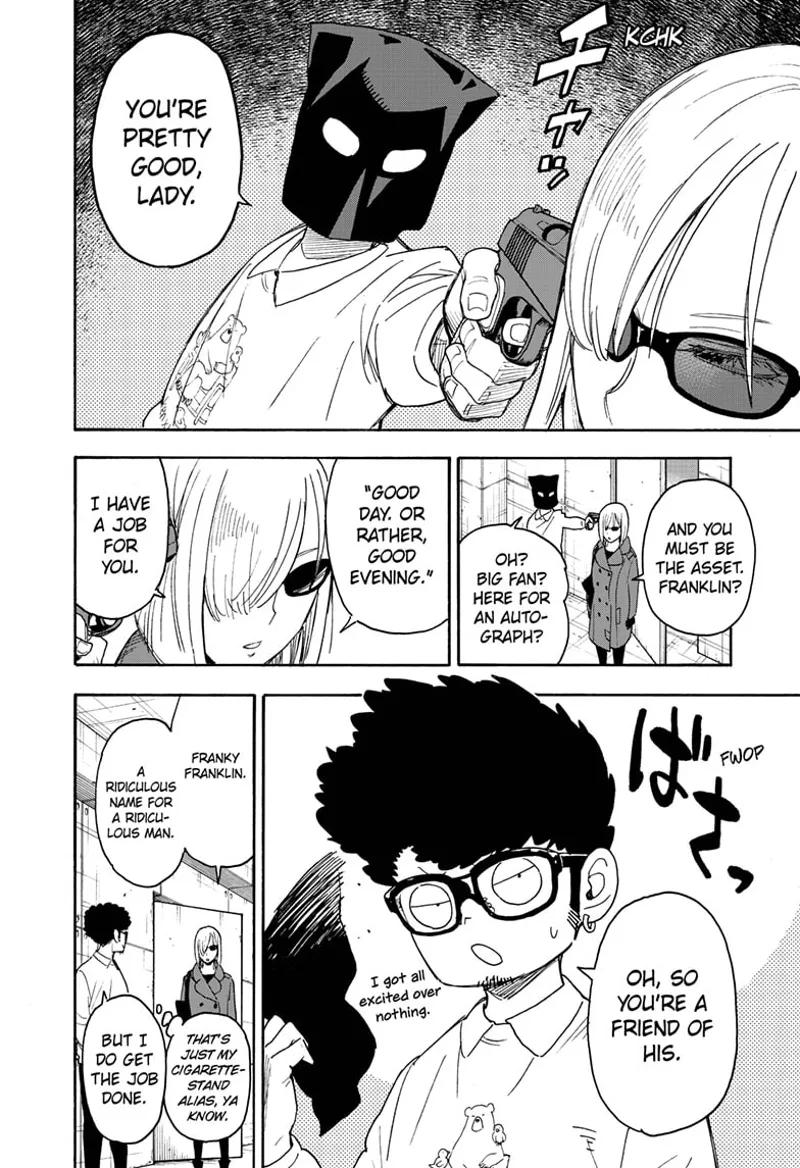 KCHK
チャッ
YOU'RE
PRETTY
GOOD,
LADY.
AND YOU
MUST BE
THE ASSET.
FRANKLIN?
OH?
BIG FAN?
HERE FOR
AN AUTO-
GRAPH?
"GOOD
DAY. OR
RATHER,
GOOD
EVENING."
I HAVE
A JOB
FOR
YOU.
ばさっ
FWOP
OH, SO
YOU'RE A
FRIEND OF
HIS.
I got all
excited over
nothing.
FRANKY
FRANKLIN.
A
RIDICULOUS
NAME FOR
A RIDICU-
LOUS MAN.
THAT'S
JUST MY
CIGARETTE-
STAND
ALIAS, YA
KNOW.
BUT I
DO GET
THE JOB
DONE.